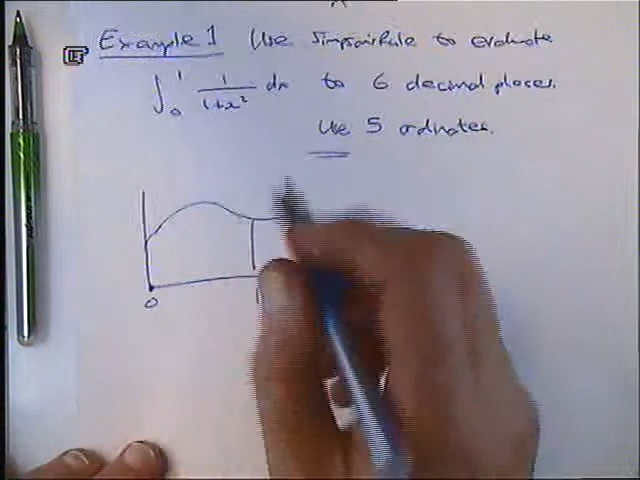 Example 1 Use Simpson's Rule to evaluate
∫₀¹ 1/(1+x²) dx to 6 decimal places.
Use 5 ordinates.
0